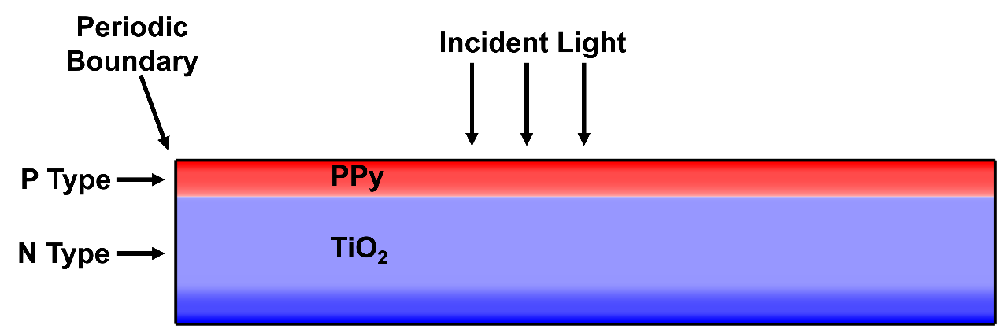 Periodic
Boundary
Incident Light
P Type
PPy
N Type
TiO₂